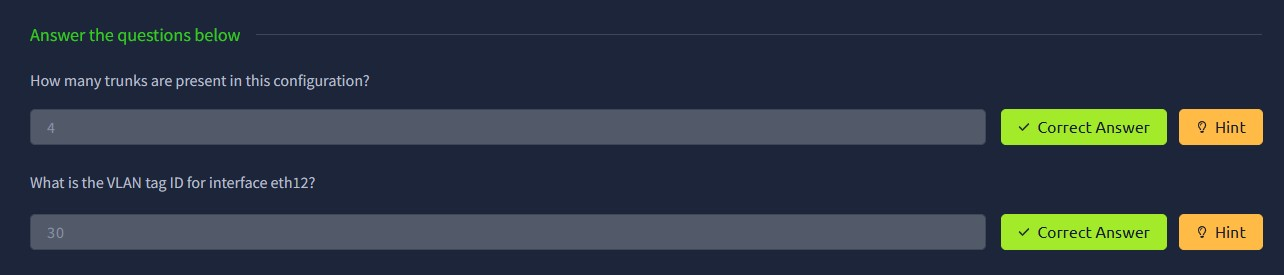 Answer the questions below
How many trunks are present in this configuration?
4
Correct Answer
Hint
What is the VLAN tag ID for interface eth12?
30
Correct Answer
Hint